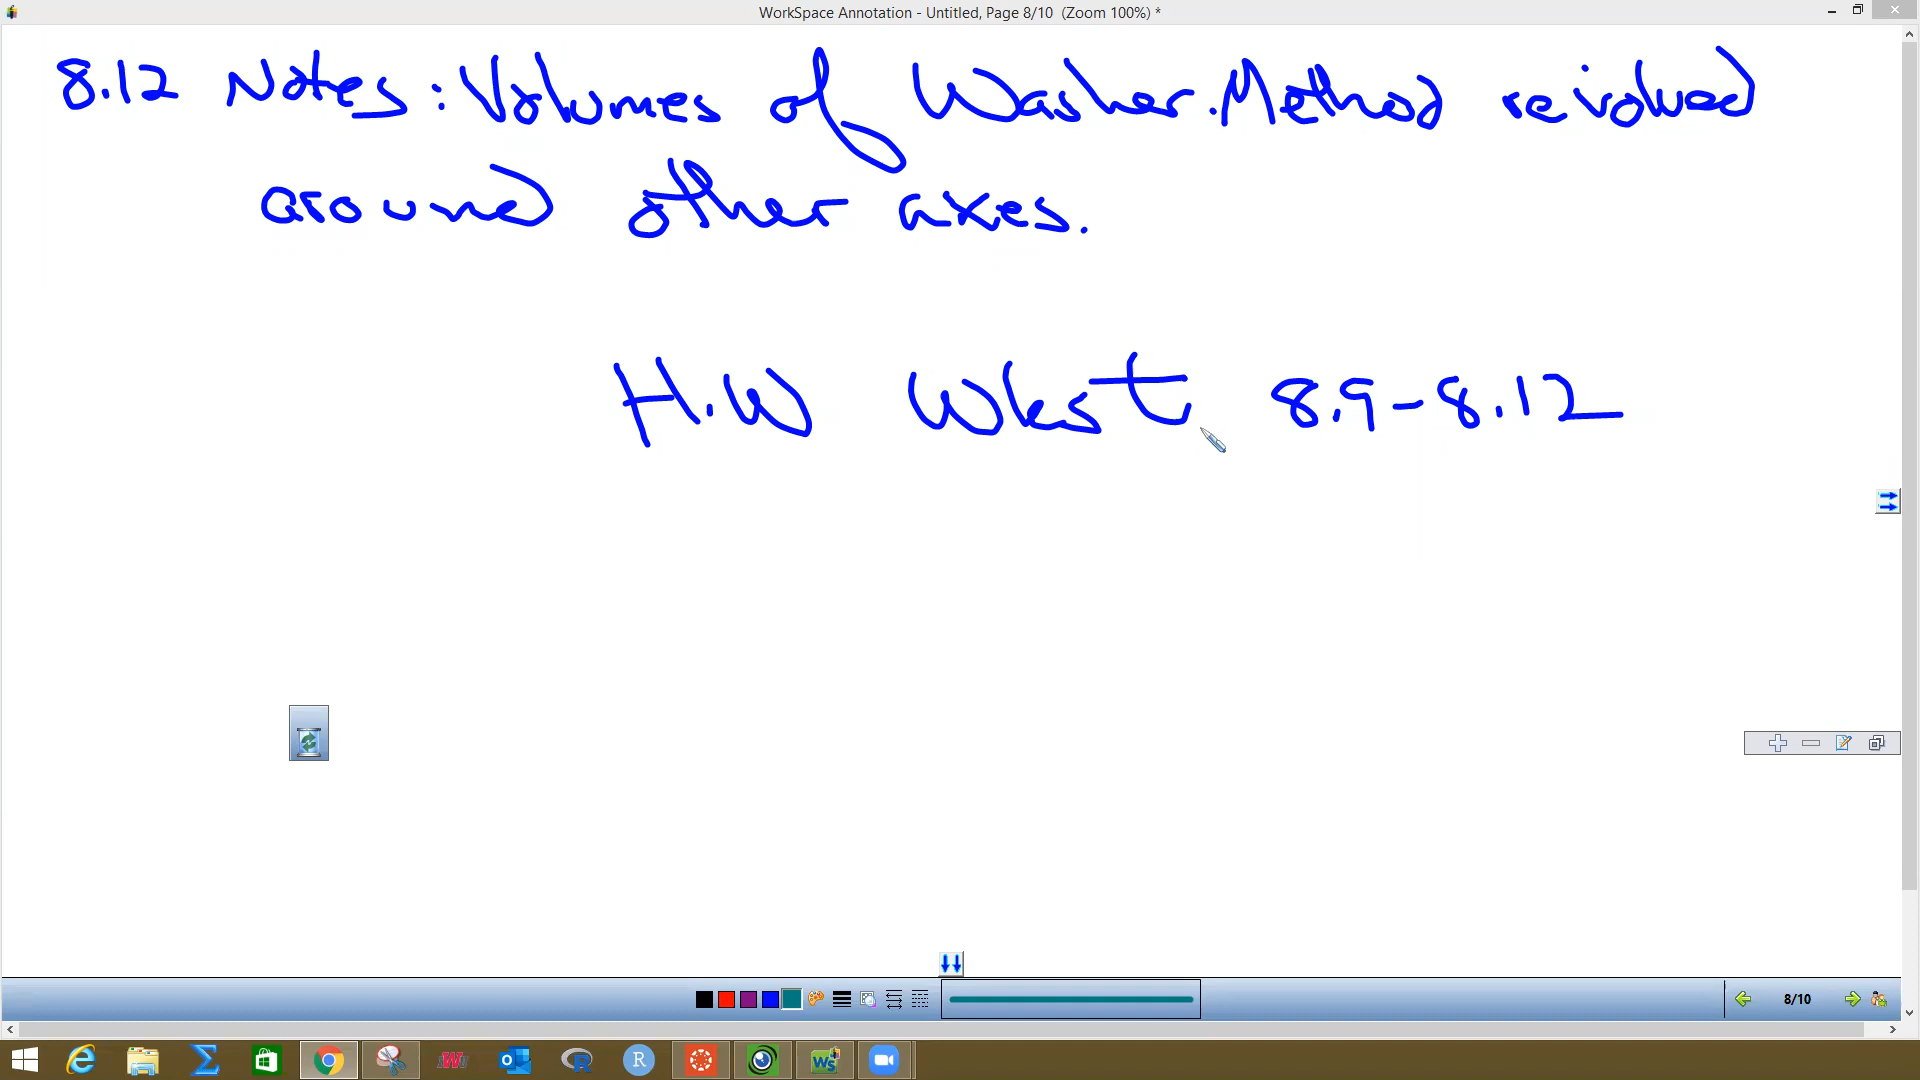 WorkSpace Annotation - Untitled, Page 8/10 (Zoom 100%) *
8.12 Notes: Volumes of Washer Method revolved
around other axes.
H.W Wkst 8.9-8.12
8/10